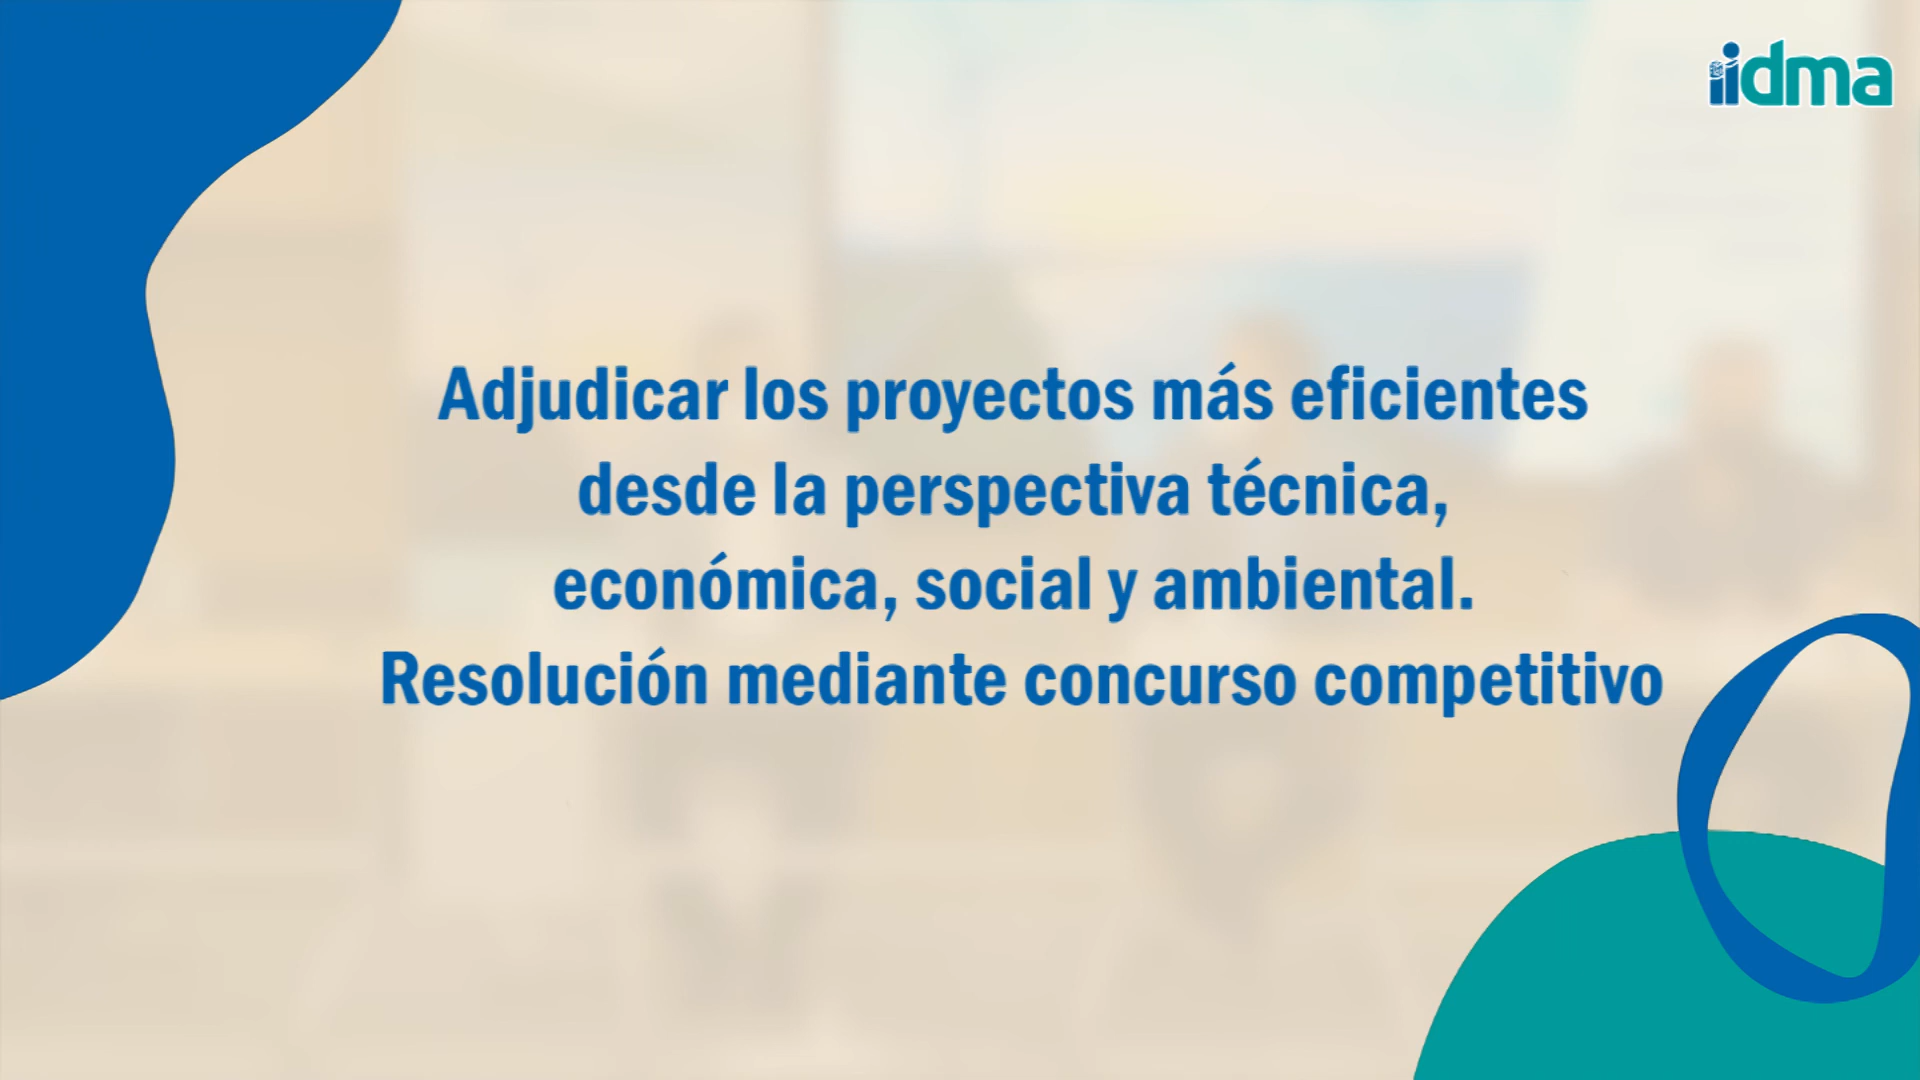 iidma
Adjudicar los proyectos más eficientes
desde la perspectiva técnica,
económica, social y ambiental.
Resolución mediante concurso competitivo